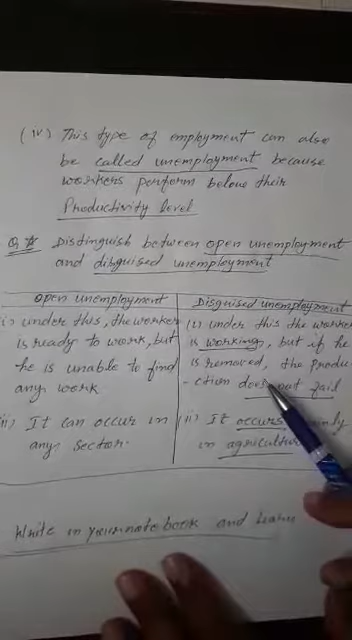 (iv) This type of employment can also
be called unemployment because
workers perform below their
Productivity level
Distinguish between open unemployment
and disguised unemployment
open unemployment
(i) under this, the worker
is ready to work, but
he is unable to find
any work
(ii) It can occur in
any sector.
Disguised unemployment
(i) under this the worker
is working, but if he
is removed, the produ
-ction does not fail
(ii) It occurs
in agriculture
Write in your note book and learn